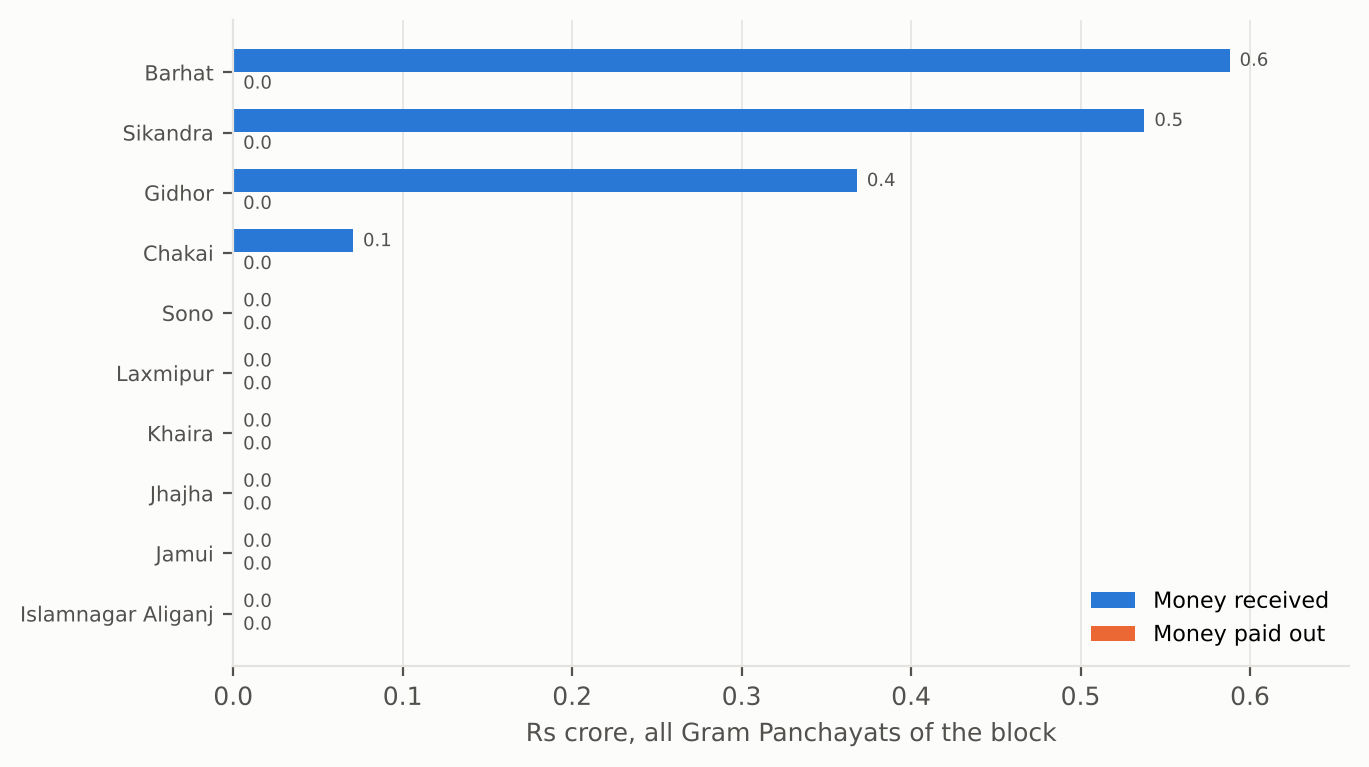 Barhat
0.6
0.0
Sikandra
0.5
0.0
Gidhor
0.4
0.0
Chakai
0.1
0.0
Sono
0.0
0.0
Laxmipur
0.0
0.0
Khaira
0.0
0.0
Jhajha
0.0
0.0
Jamui
0.0
0.0
Islamnagar Aliganj
0.0
0.0
Money received
Money paid out
0.0 0.1 0.2 0.3 0.4 0.5 0.6
Rs crore, all Gram Panchayats of the block